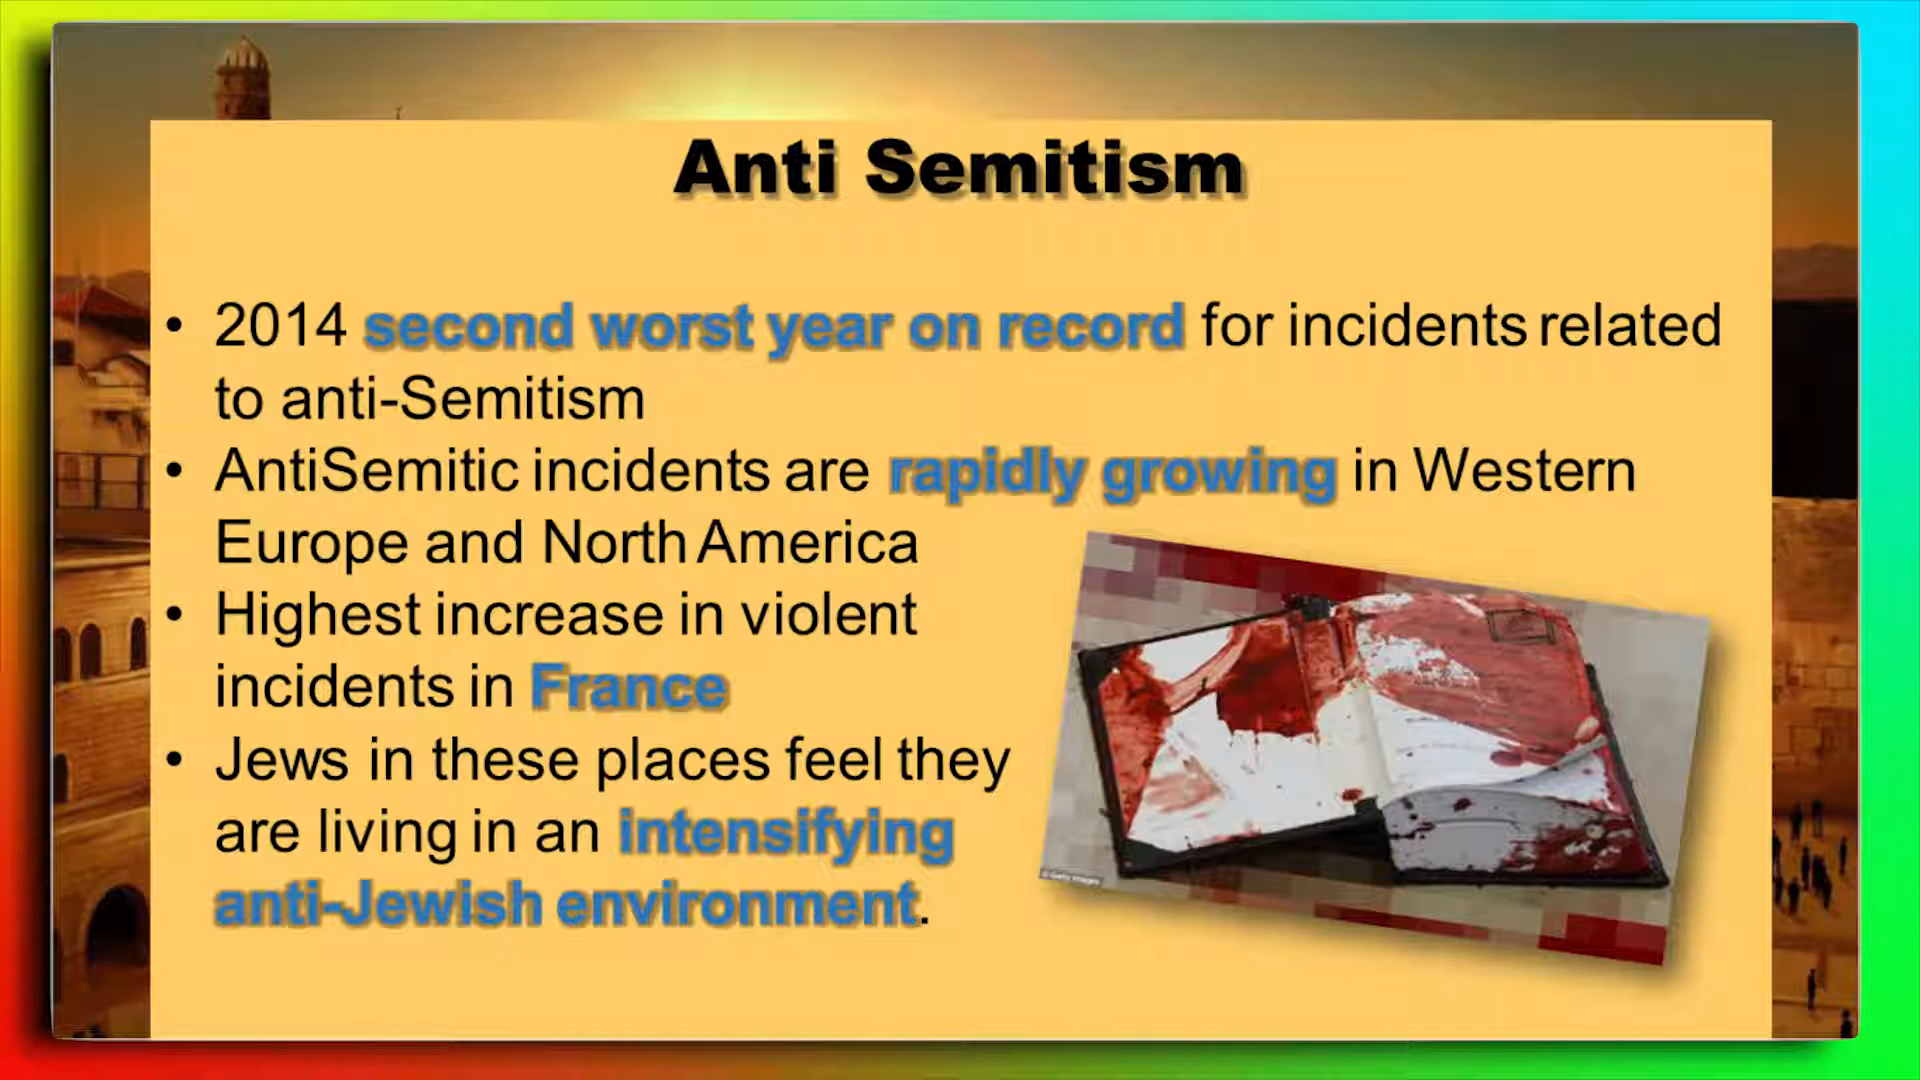 Anti Semitism
• 2014 second worst year on record for incidents related
to anti-Semitism
• AntiSemitic incidents are rapidly growing in Western
Europe and North America
• Highest increase in violent
incidents in France
• Jews in these places feel they
are living in an intensifying
anti-Jewish environment.
© Getty Images